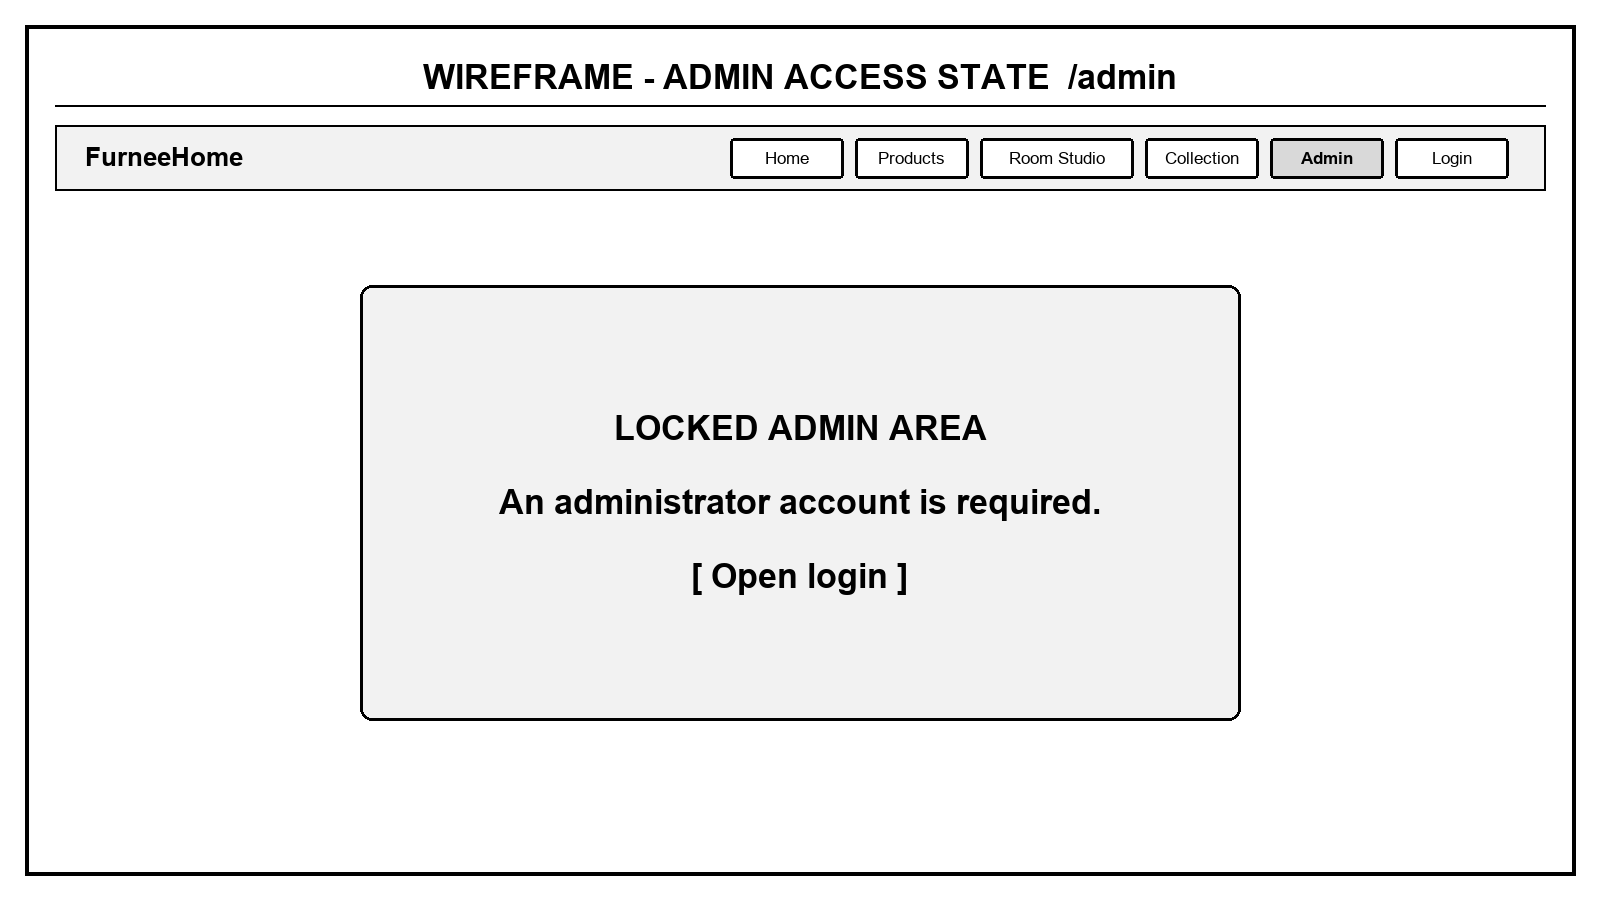 WIREFRAME - ADMIN ACCESS STATE /admin
FurneeHome
Home
Products
Room Studio
Collection
Admin
Login
LOCKED ADMIN AREA
An administrator account is required.
[ Open login ]